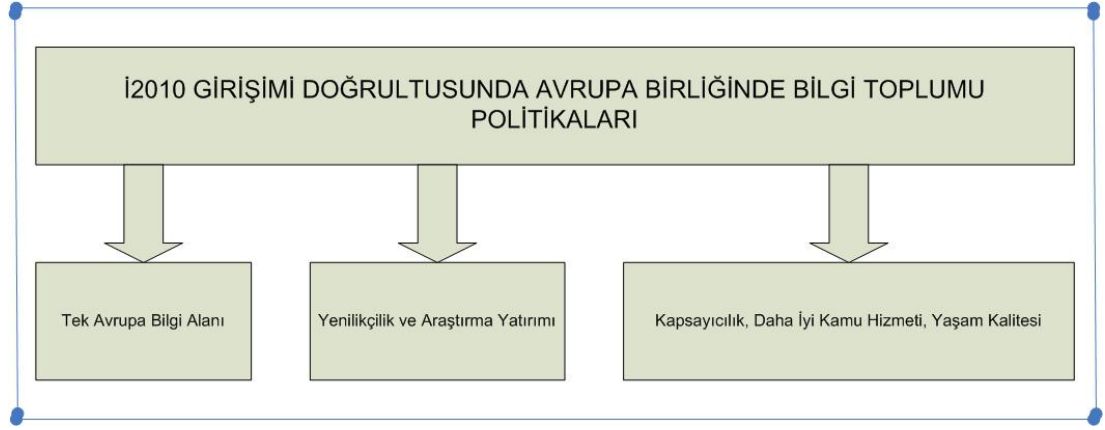 İ2010 GİRİŞİMİ DOĞRULTUSUNDA AVRUPA BİRLİĞİNDE BİLGİ TOPLUMU
POLİTİKALARI
Tek Avrupa Bilgi Alanı
Yenilikçilik ve Araştırma Yatırımı
Kapsayıcılık, Daha İyi Kamu Hizmeti, Yaşam Kalitesi